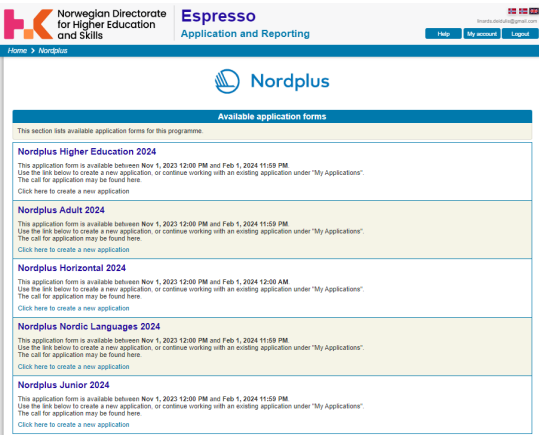 Norwegian Directorate
for Higher Education
and Skills
Espresso
Application and Reporting
Help
My account
Logout
Home > Nordplus
Nordplus
Available application forms
This section lists available application forms for this programme.
Nordplus Higher Education 2024
This application form is available between Nov 1, 2023 12:00 PM and Feb 1, 2024 11:59 PM.
Use the link below to create a new application, or continue working with an existing application under "My Applications".
The call for application may be found here.
Click here to create a new application
Nordplus Adult 2024
This application form is available between Nov 1, 2023 12:00 PM and Feb 1, 2024 11:59 PM.
Use the link below to create a new application, or continue working with an existing application under "My Applications".
The call for application may be found here.
Click here to create a new application
Nordplus Horizontal 2024
This application form is available between Nov 1, 2023 12:00 PM and Feb 1, 2024 12:00 AM.
Use the link below to create a new application, or continue working with an existing application under "My Applications".
The call for application may be found here.
Click here to create a new application
Nordplus Nordic Languages 2024
This application form is available between Nov 1, 2023 12:00 PM and Feb 1, 2024 11:59 PM.
Use the link below to create a new application, or continue working with an existing application under "My Applications".
The call for application may be found here.
Click here to create a new application
Nordplus Junior 2024
This application form is available between Nov 1, 2023 12:00 PM and Feb 1, 2024 11:59 PM.
Use the link below to create a new application, or continue working with an existing application under "My Applications".
The call for application may be found here.
Click here to create a new application